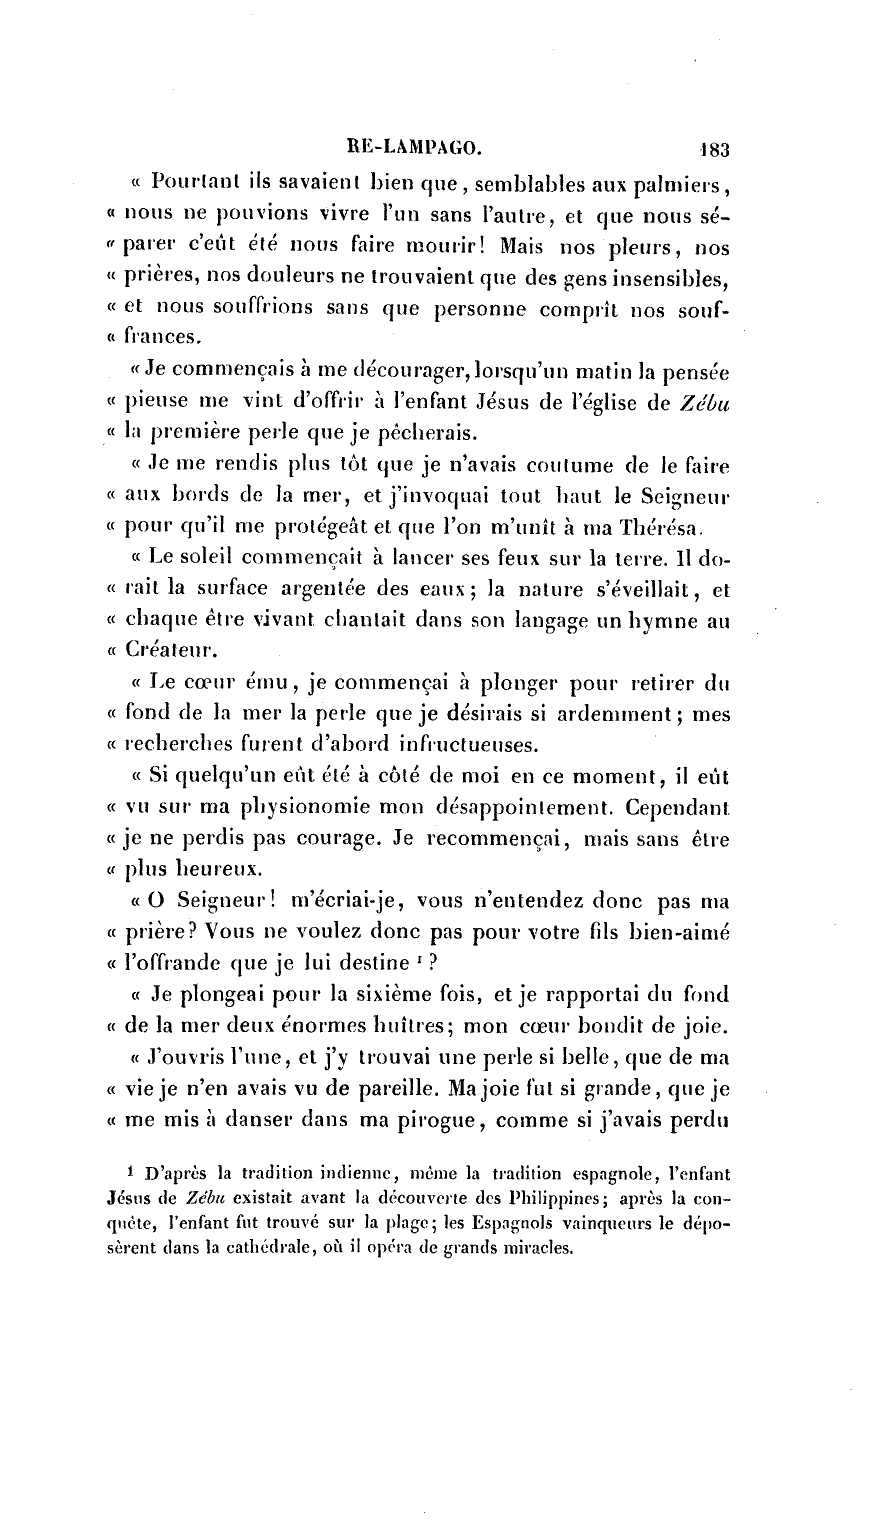 RE-LAMPAGO. 183
« Pourtant ils savaient bien que, semblables aux palmiers,
« nous ne pouvions vivre l'un sans l'autre, et que nous sé-
« parer c'eût été nous faire mourir! Mais nos pleurs, nos
« prières, nos douleurs ne trouvaient que des gens insensibles,
« et nous souffrions sans que personne comprît nos souf-
« frances.
« Je commençais à me décourager, lorsqu'un matin la pensée
« pieuse me vint d'offrir à l'enfant Jésus de l'église de Zébu
« la première perle que je pêcherais.
« Je me rendis plus tôt que je n'avais coutume de le faire
« aux bords de la mer, et j'invoquai tout haut le Seigneur
« pour qu'il me protégeât et que l'on m'unît à ma Thérésa.
« Le soleil commençait à lancer ses feux sur la terre. Il do-
« rait la surface argentée des eaux; la nature s'éveillait, et
« chaque être vivant chantait dans son langage un hymne au
« Créateur.
« Le cœur ému, je commençai à plonger pour retirer du
« fond de la mer la perle que je désirais si ardemment; mes
« recherches furent d'abord infructueuses.
« Si quelqu'un eût été à côté de moi en ce moment, il eût
« vu sur ma physionomie mon désappointement. Cependant
« je ne perdis pas courage. Je recommençai, mais sans être
« plus heureux.
« O Seigneur! m'écriai-je, vous n'entendez donc pas ma
« prière? Vous ne voulez donc pas pour votre fils bien-aimé
« l'offrande que je lui destine ¹?
« Je plongeai pour la sixième fois, et je rapportai du fond
« de la mer deux énormes huîtres; mon cœur bondit de joie.
« J'ouvris l'une, et j'y trouvai une perle si belle, que de ma
« vie je n'en avais vu de pareille. Ma joie fut si grande, que je
« me mis à danser dans ma pirogue, comme si j'avais perdu
1 D'après la tradition indienne, même la tradition espagnole, l'enfant
Jésus de Zébu existait avant la découverte des Philippines; après la con-
quête, l'enfant fut trouvé sur la plage; les Espagnols vainqueurs le dépo-
sèrent dans la cathédrale, où il opéra de grands miracles.